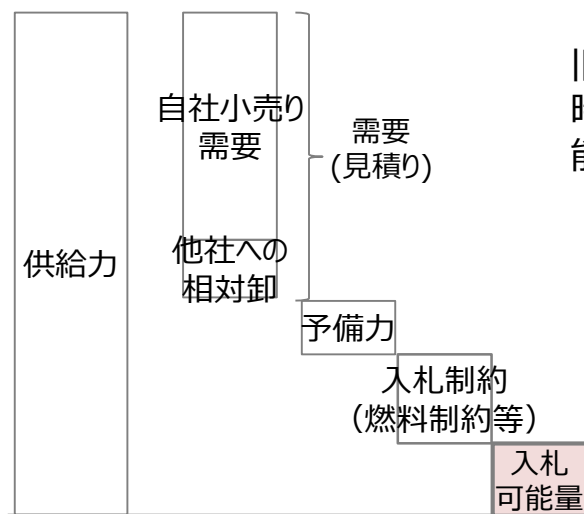 供給力
自社小売り
需要
他社への
相対卸
需要
(見積り)
予備力
入札制約
（燃料制約等）
入札
可能量